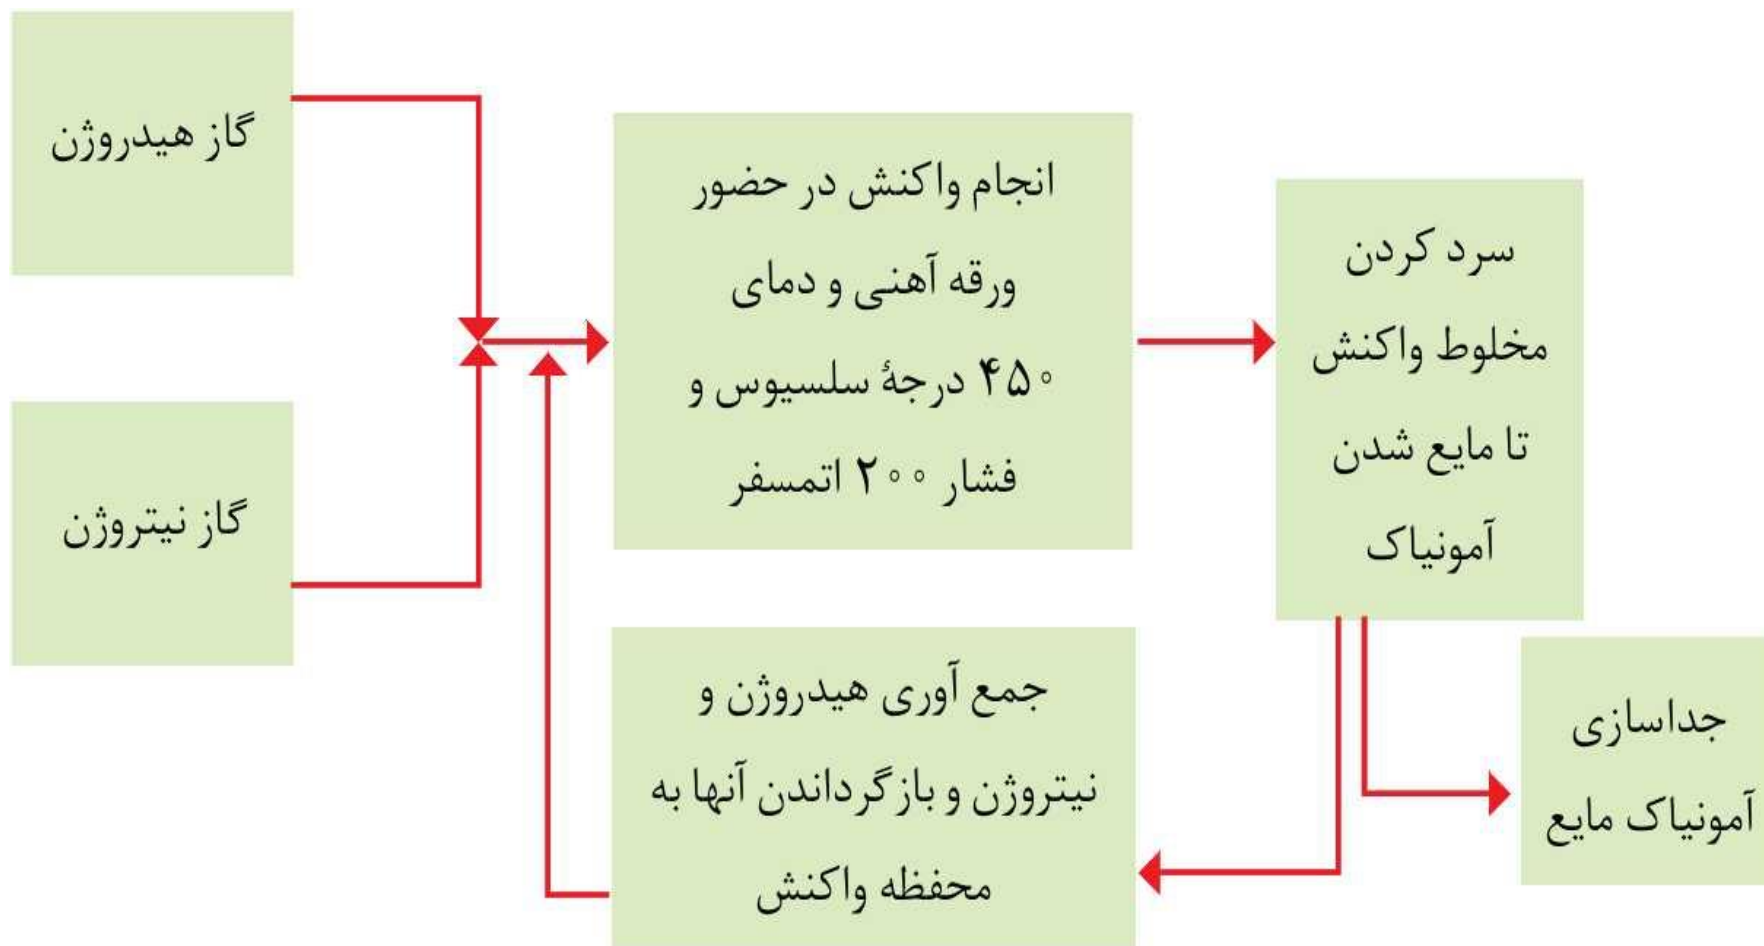 گاز هیدروژن
گاز نیتروژن
انجام واکنش در حضور
ورقه آهنی و دمای
۴۵۰ درجهٔ سلسیوس و
فشار ۲۰۰ اتمسفر
سرد کردن
مخلوط واکنش
تا مایع شدن
آمونیاک
جداسازی
آمونیاک مایع
جمع آوری هیدروژن و
نیتروژن و بازگرداندن آنها به
محفظه واکنش